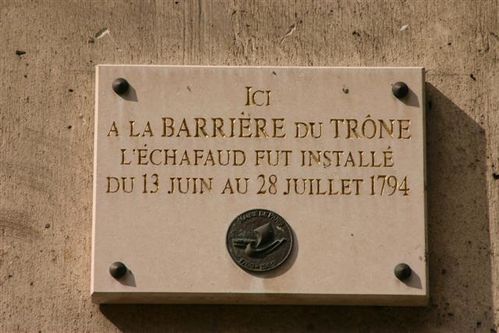 ICI
A LA BARRIÈRE DU TRÔNE
L'ÉCHAFAUD FUT INSTALLÉ
DU 13 JUIN AU 28 JUILLET 1794